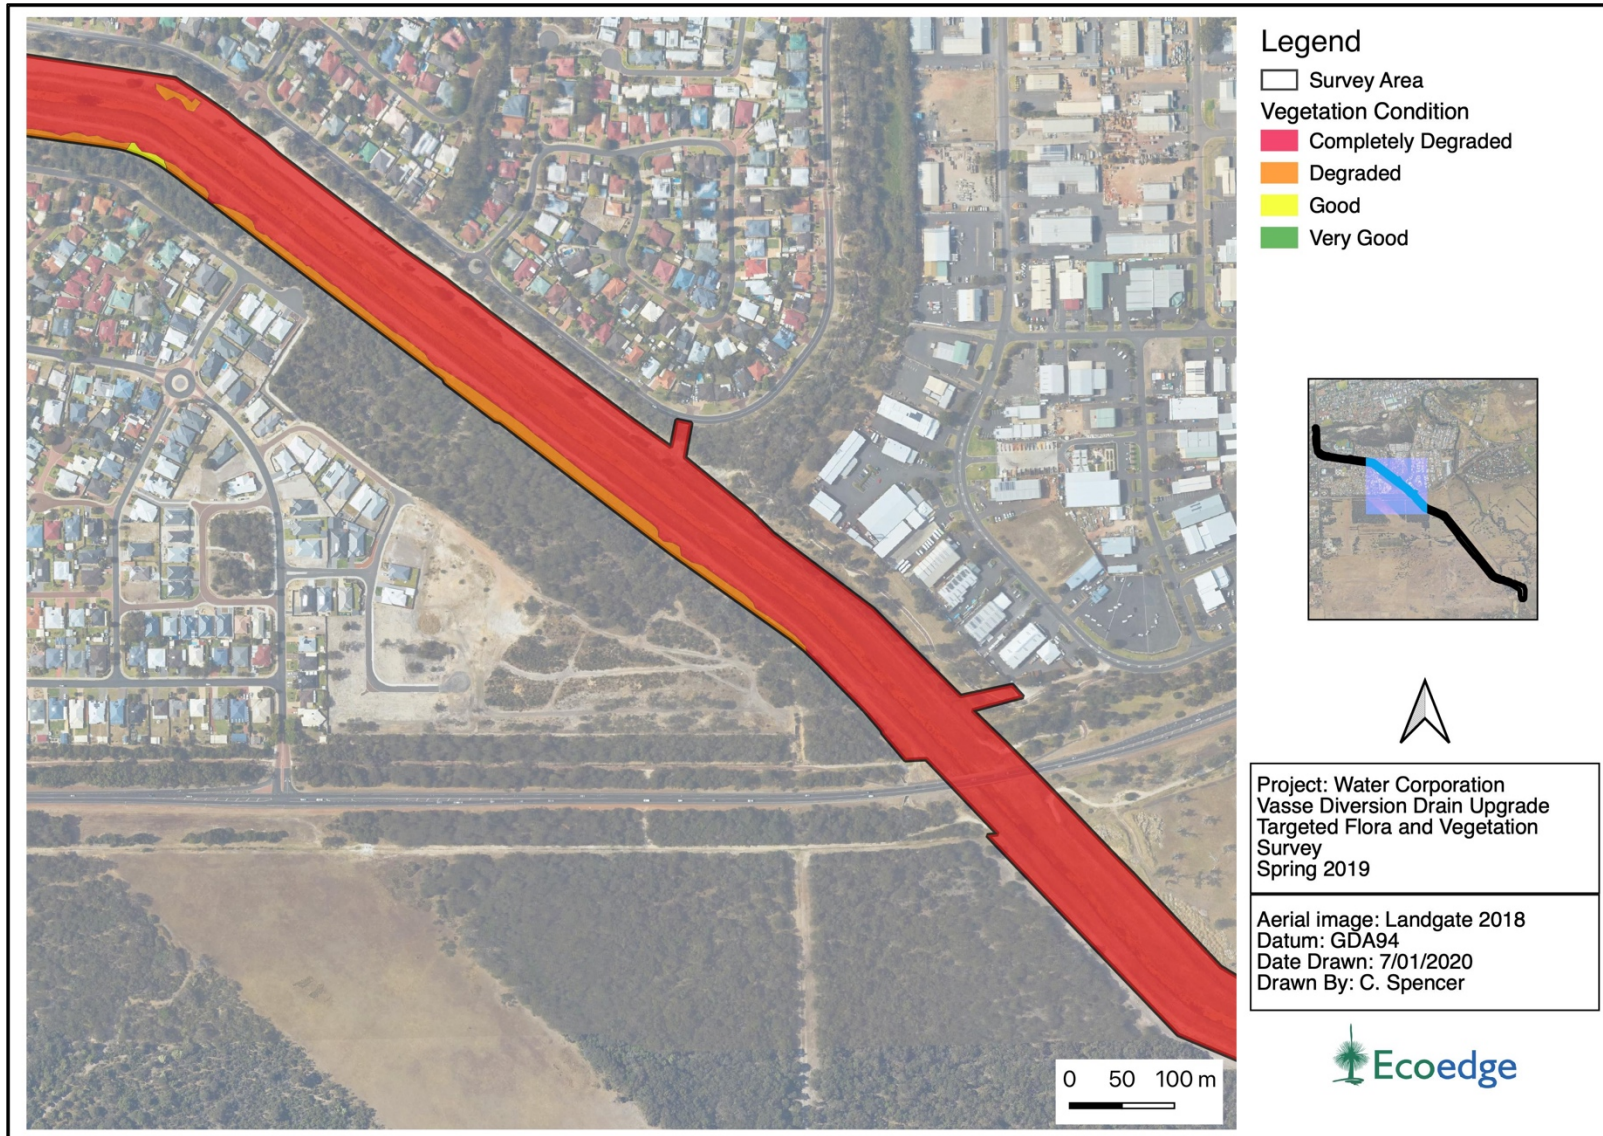 Legend
Survey Area
Vegetation Condition
Completely Degraded
Degraded
Good
Very Good
Project: Water Corporation
Vasse Diversion Drain Upgrade
Targeted Flora and Vegetation
Survey
Spring 2019
Aerial image: Landgate 2018
Datum: GDA94
Date Drawn: 7/01/2020
Drawn By: C. Spencer
Ecoedge
0 50 100 m